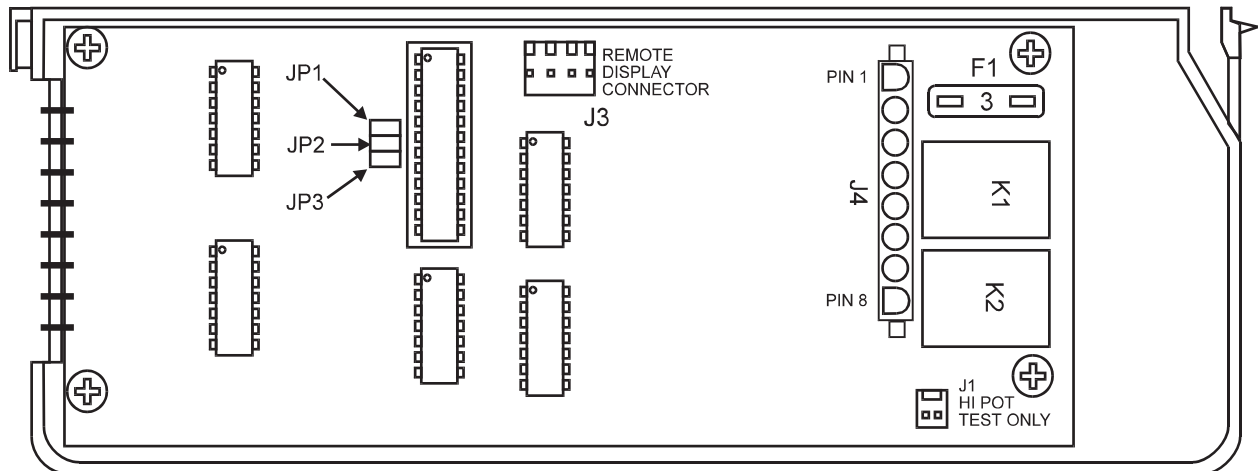 JP1
JP2
JP3
REMOTE
DISPLAY
CONNECTOR
J3
PIN 1
J4
PIN 8
F1
3
K1
K2
J1
HI POT
TEST ONLY